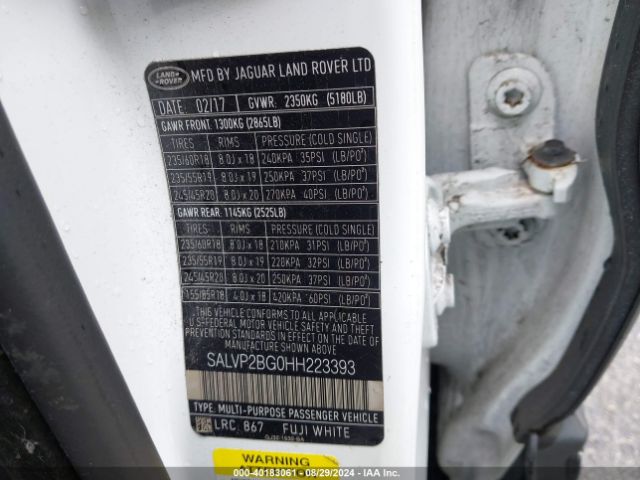 LAND ROVER
MFD BY JAGUAR LAND ROVER LTD
DATE 02/17 GVWR: 2350KG (5180LB)
GAWR FRONT: 1300KG (2865LB)
TIRES RIMS PRESSURE (COLD SINGLE)
235/60R18 8.0J x 18 240KPA 35PSI (LB/PO²)
235/55R19 8.0J x 19 250KPA 37PSI (LB/PO²)
245/45R20 8.0J x 20 270KPA 40PSI (LB/PO²)
GAWR REAR: 1145KG (2525LB)
TIRES RIMS PRESSURE (COLD SINGLE)
235/60R18 8.0J x 18 210KPA 31PSI (LB/PO²)
235/55R19 8.0J x 19 220KPA 32PSI (LB/PO²)
245/45R20 8.0J x 20 250KPA 37PSI (LB/PO²)
155/85R18 4.0J x 18 420KPA 60PSI (LB/PO²)
THIS VEHICLE CONFORMS TO ALL APPLICABLE
U-S-FEDERAL MOTOR VEHICLE SAFETY AND THEFT
PREVENTION STANDARDS IN EFFECT ON THE DATE OF
MANUFACTURE SHOWN ABOVE.
SALVP2BG0HH223393
TYPE: MULTI-PURPOSE PASSENGER VEHICLE
LRC. 867 FUJI WHITE
WARNING
COPART-FREE 40183061 - IAAI